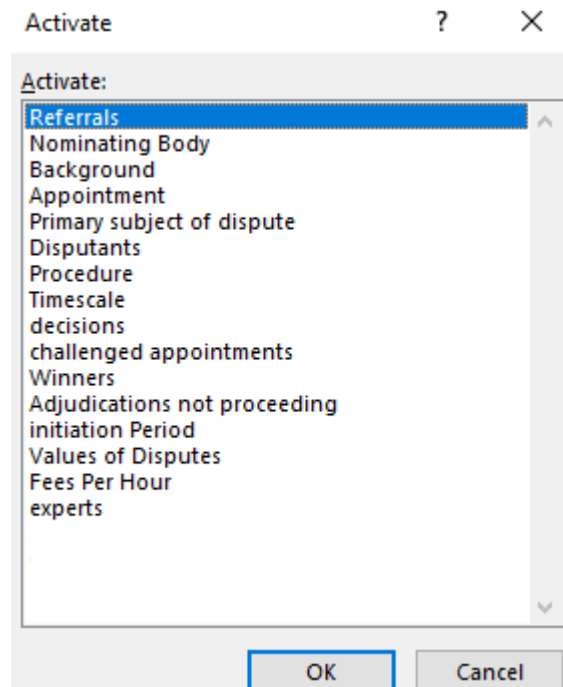 Activate ? ×
Activate:
Referrals
Nominating Body
Background
Appointment
Primary subject of dispute
Disputants
Procedure
Timescale
decisions
challenged appointments
Winners
Adjudications not proceeding
initiation Period
Values of Disputes
Fees Per Hour
experts
OK Cancel